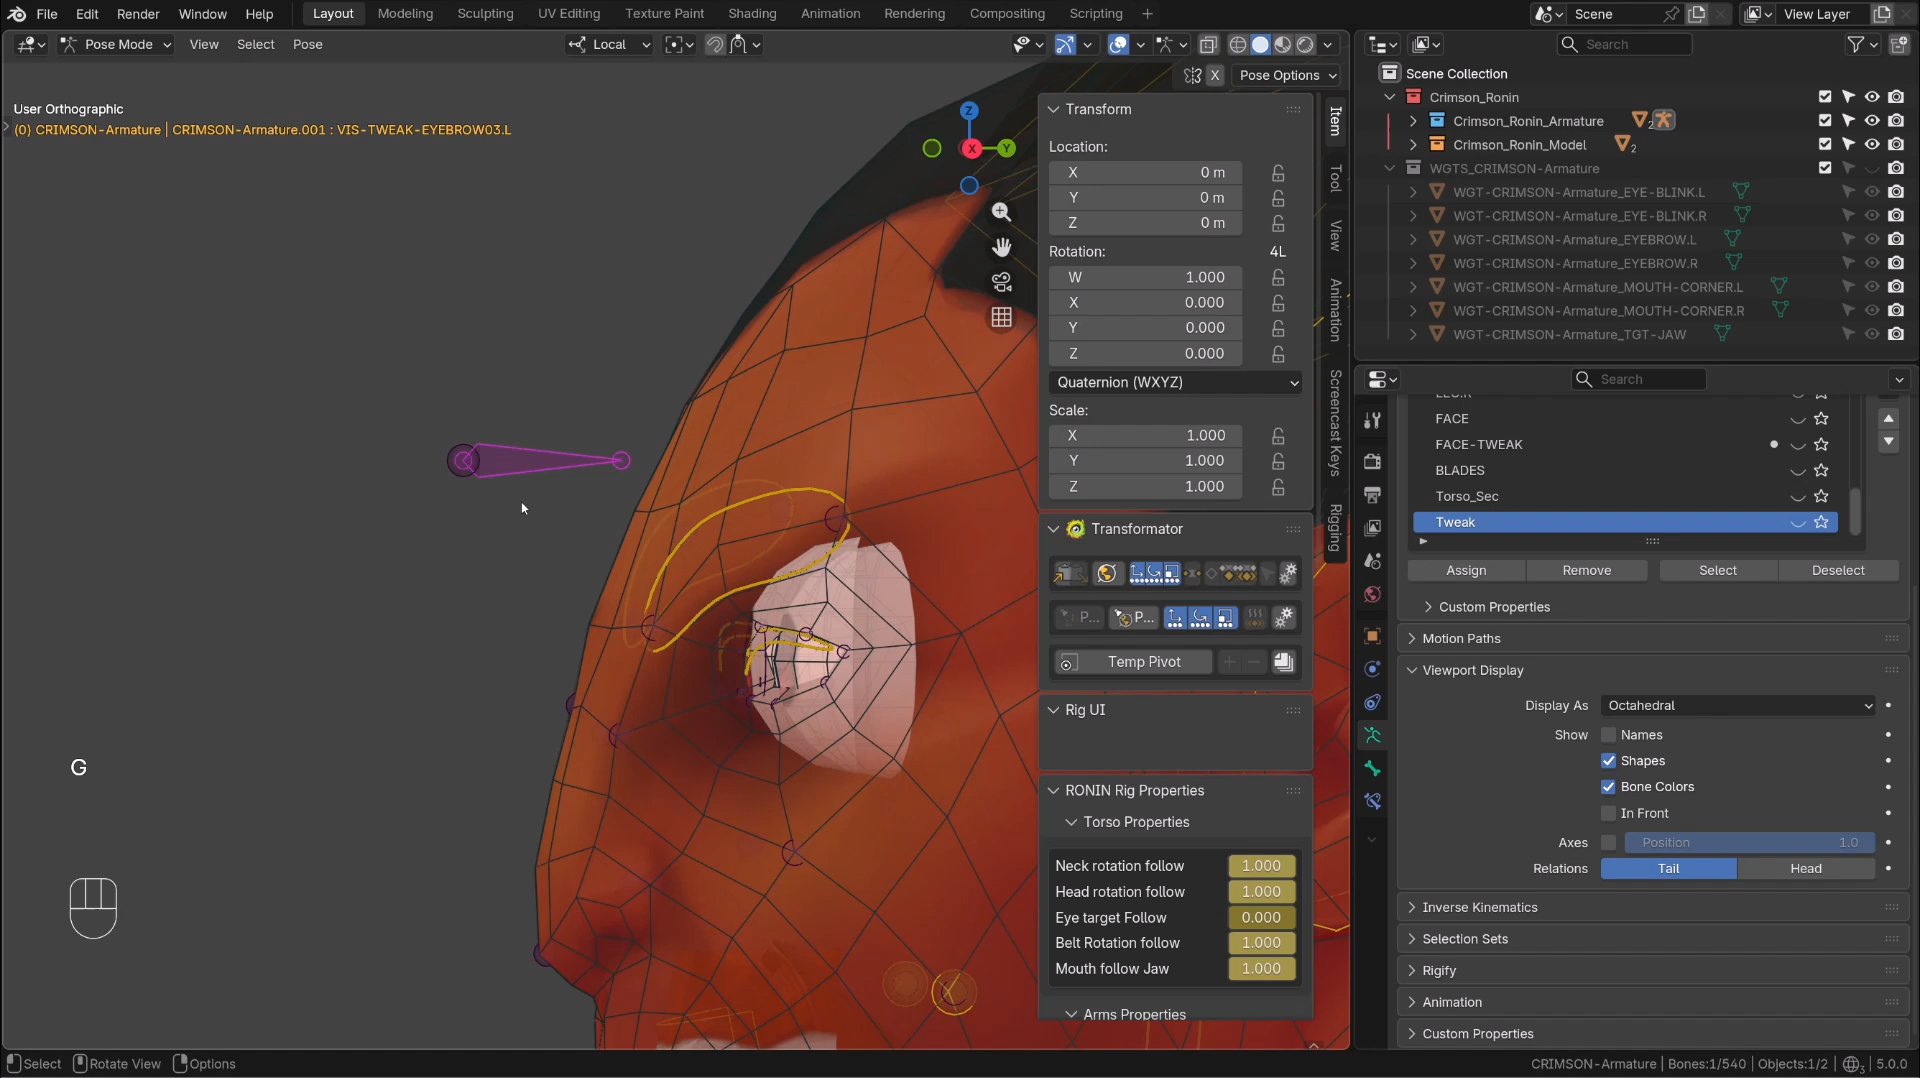 File Edit Render Window Help Layout Modeling Sculpting UV Editing Texture Paint Shading Animation Rendering Compositing Scripting + Scene View Layer
Pose Mode View Select Pose Local Search
X Pose Options
User Orthographic
(0) CRIMSON-Armature | CRIMSON-Armature.001 : VIS-TWEAK-EYEBROW03.L
Z
X
Y
G
Transform
Location:
X 0 m
Y 0 m
Z 0 m
Rotation: 4L
W 1.000
X 0.000
Y 0.000
Z 0.000
Quaternion (WXYZ)
Scale:
X 1.000
Y 1.000
Z 1.000
Transformator
P... P...
Temp Pivot
Rig UI
RONIN Rig Properties
Torso Properties
Neck rotation follow 1.000
Head rotation follow 1.000
Eye target Follow 0.000
Belt Rotation follow 1.000
Mouth follow Jaw 1.000
Arms Properties
Item
Tool
View
Animation
Screencast Keys
Rigging
Scene Collection
Crimson_Ronin
Crimson_Ronin_Armature 2
Crimson_Ronin_Model 2
WGTS_CRIMSON-Armature
WGT-CRIMSON-Armature_EYE-BLINK.L
WGT-CRIMSON-Armature_EYE-BLINK.R
WGT-CRIMSON-Armature_EYEBROW.L
WGT-CRIMSON-Armature_EYEBROW.R
WGT-CRIMSON-Armature_MOUTH-CORNER.L
WGT-CRIMSON-Armature_MOUTH-CORNER.R
WGT-CRIMSON-Armature_TGT-JAW
Search
FACE
FACE-TWEAK
BLADES
Torso_Sec
Tweak
Assign Remove Select Deselect
Custom Properties
Motion Paths
Viewport Display
Display As Octahedral
Show Names
Shapes
Bone Colors
In Front
Axes Position 1.0
Relations Tail Head
Inverse Kinematics
Selection Sets
Rigify
Animation
Custom Properties
Select Rotate View Options CRIMSON-Armature | Bones:1/540 | Objects:1/2 3 5.0.0